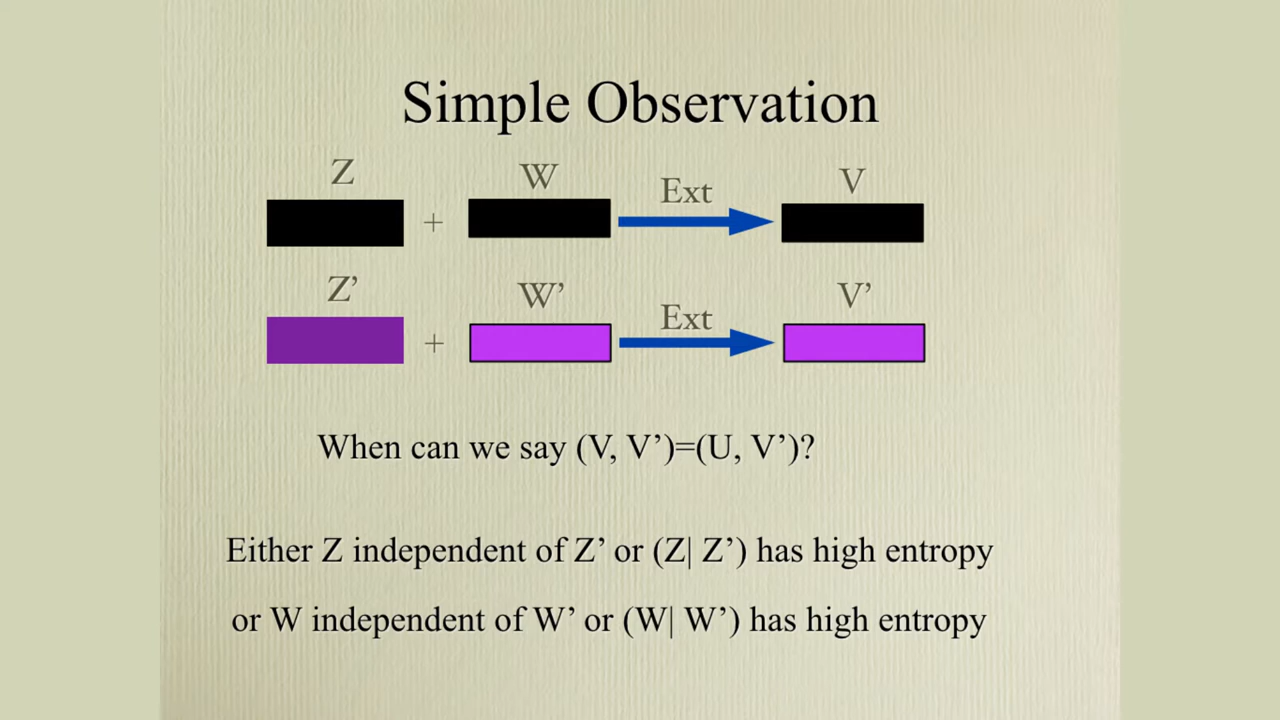 Simple Observation
Z + W Ext V
Z’ + W’ Ext V’
When can we say (V, V’)=(U, V’)?
Either Z independent of Z’ or (Z| Z’) has high entropy
or W independent of W’ or (W| W’) has high entropy